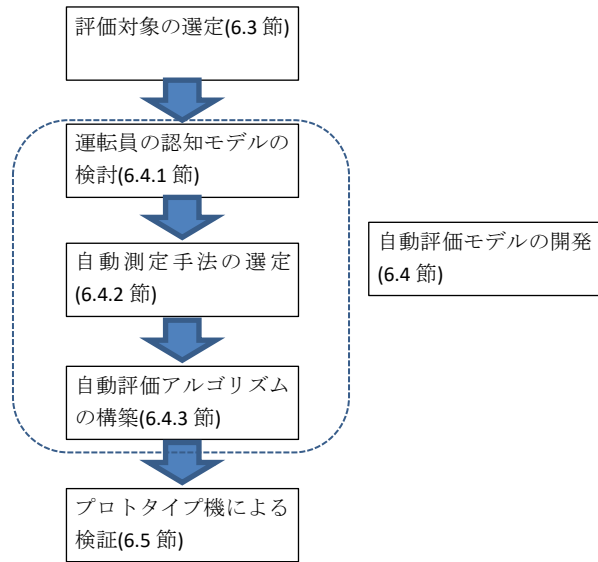 評価対象の選定(6.3 節)
運転員の認知モデルの
検討(6.4.1 節)
自動測定手法の選定
(6.4.2 節)
自動評価アルゴリズム
の構築(6.4.3 節)
自動評価モデルの開発
(6.4 節)
プロトタイプ機による
検証(6.5 節)